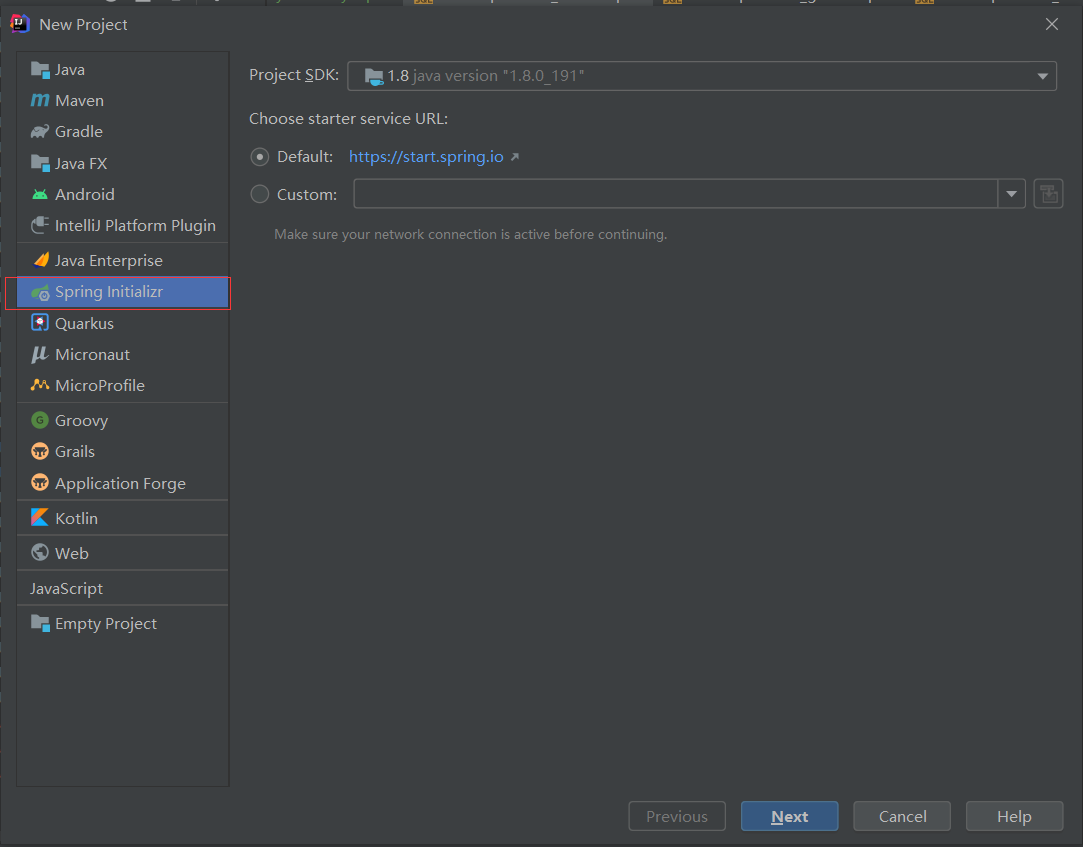 New Project
Java
Maven
Gradle
Java FX
Android
IntelliJ Platform Plugin
Java Enterprise
Spring Initializr
Quarkus
Micronaut
MicroProfile
Groovy
Grails
Application Forge
Kotlin
Web
JavaScript
Empty Project
Project SDK: 1.8 java version "1.8.0_191"
Choose starter service URL:
Default: https://start.spring.io
Custom:
Make sure your network connection is active before continuing.
Previous Next Cancel Help